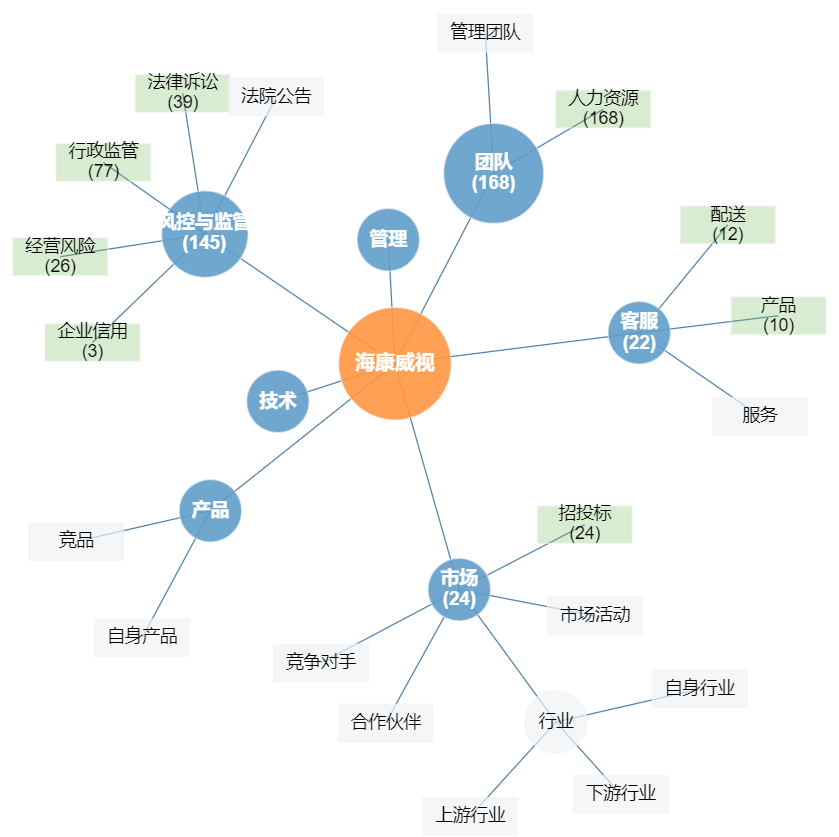 管理团队
法律诉讼
(39)
法院公告
人力资源
(168)
行政监管
(77)
团队
(168)
配送
(12)
风控与监管
(145)
管理
经营风险
(26)
产品
(10)
客服
(22)
企业信用
(3)
海康威视
技术
服务
产品
招投标
(24)
竞品
市场
(24)
市场活动
自身产品
竞争对手
自身行业
合作伙伴
行业
下游行业
上游行业